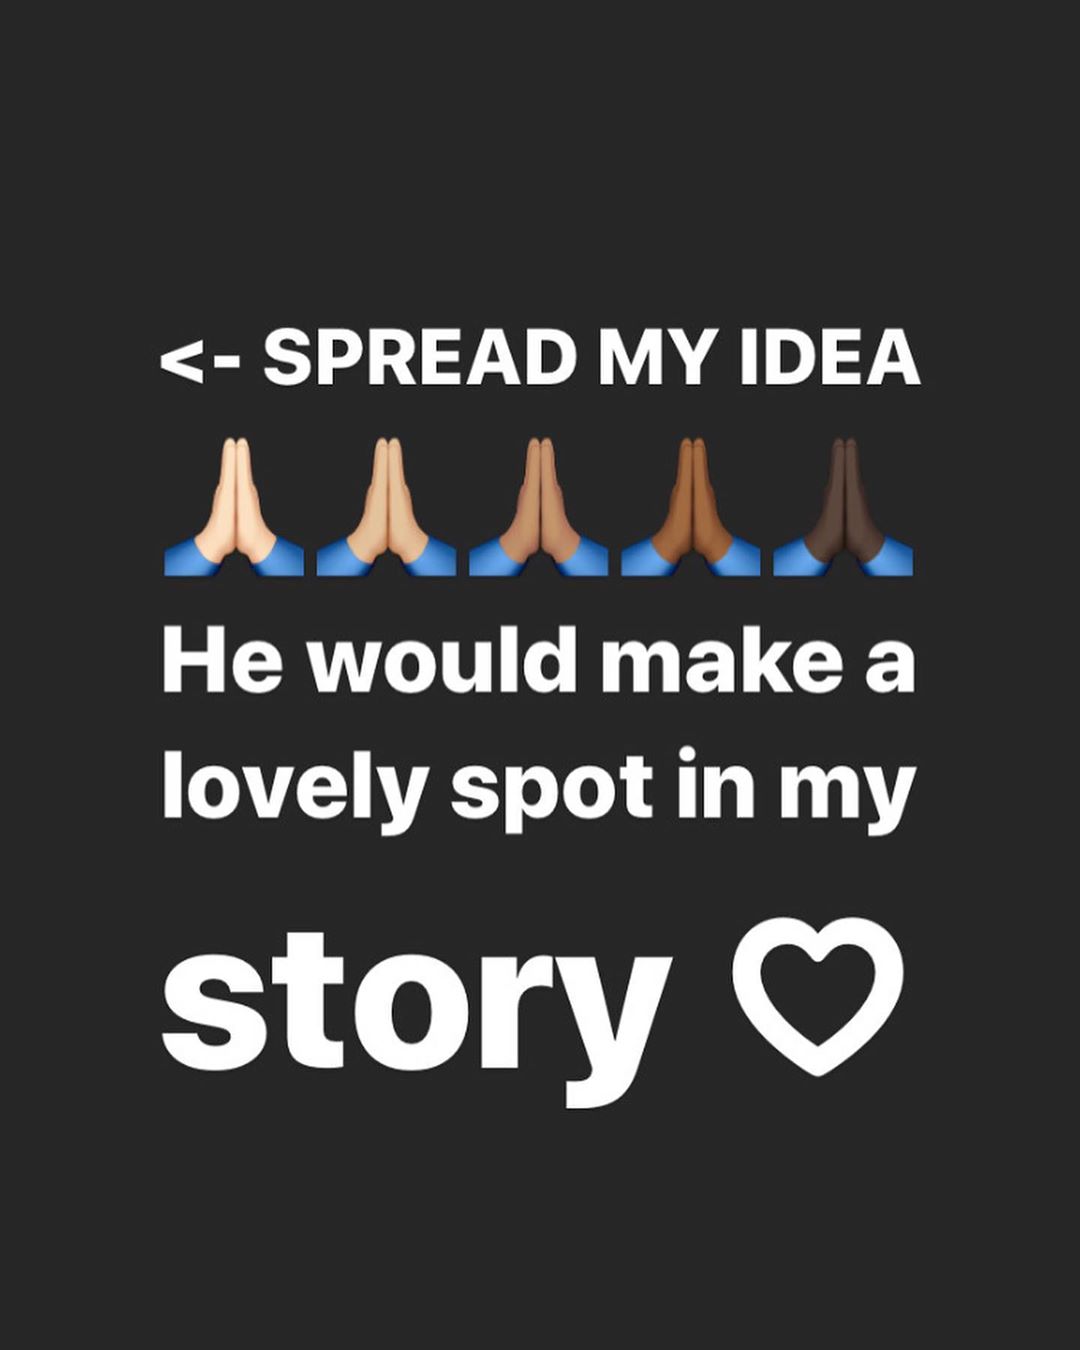 <- SPREAD MY IDEA
🙏🏻🙏🏼🙏🏽🙏🏾🙏🏿
He would make a
lovely spot in my
story ♡